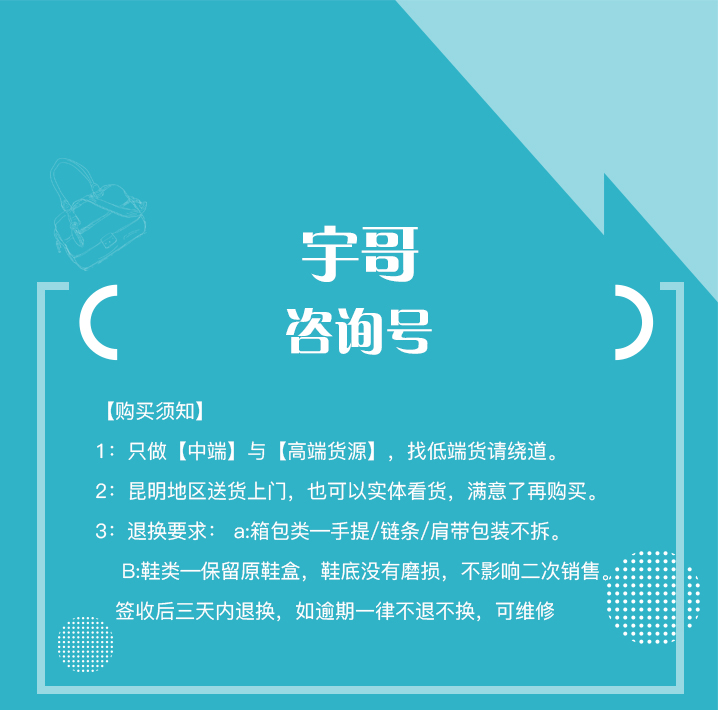 宇哥
咨询号
【购买须知】
1：只做【中端】与【高端货源】，找低端货请绕道。
2：昆明地区送货上门，也可以实体看货，满意了再购买。
3：退换要求： a:箱包类—手提/链条/肩带包装不拆。
B:鞋类—保留原鞋盒，鞋底没有磨损，不影响二次销售。
签收后三天内退换，如逾期一律不退不换，可维修